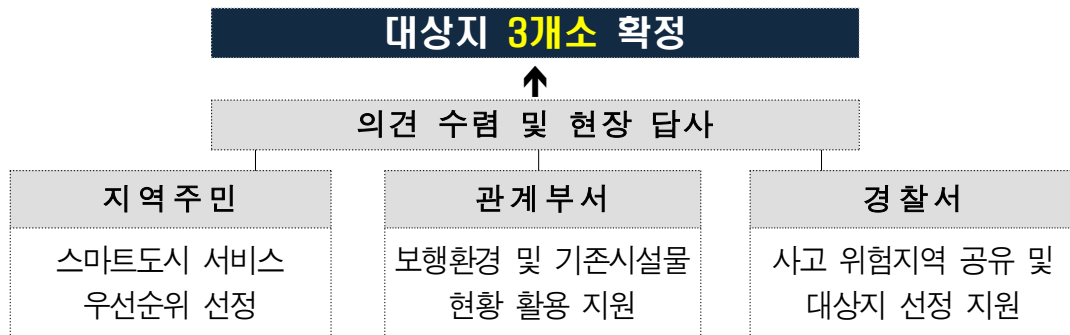 대상지 3개소 확정
의견 수렴 및 현장 답사
지역주민
스마트도시 서비스
우선순위 선정
관계부서
보행환경 및 기존시설물
현황 활용 지원
경찰서
사고 위험지역 공유 및
대상지 선정 지원